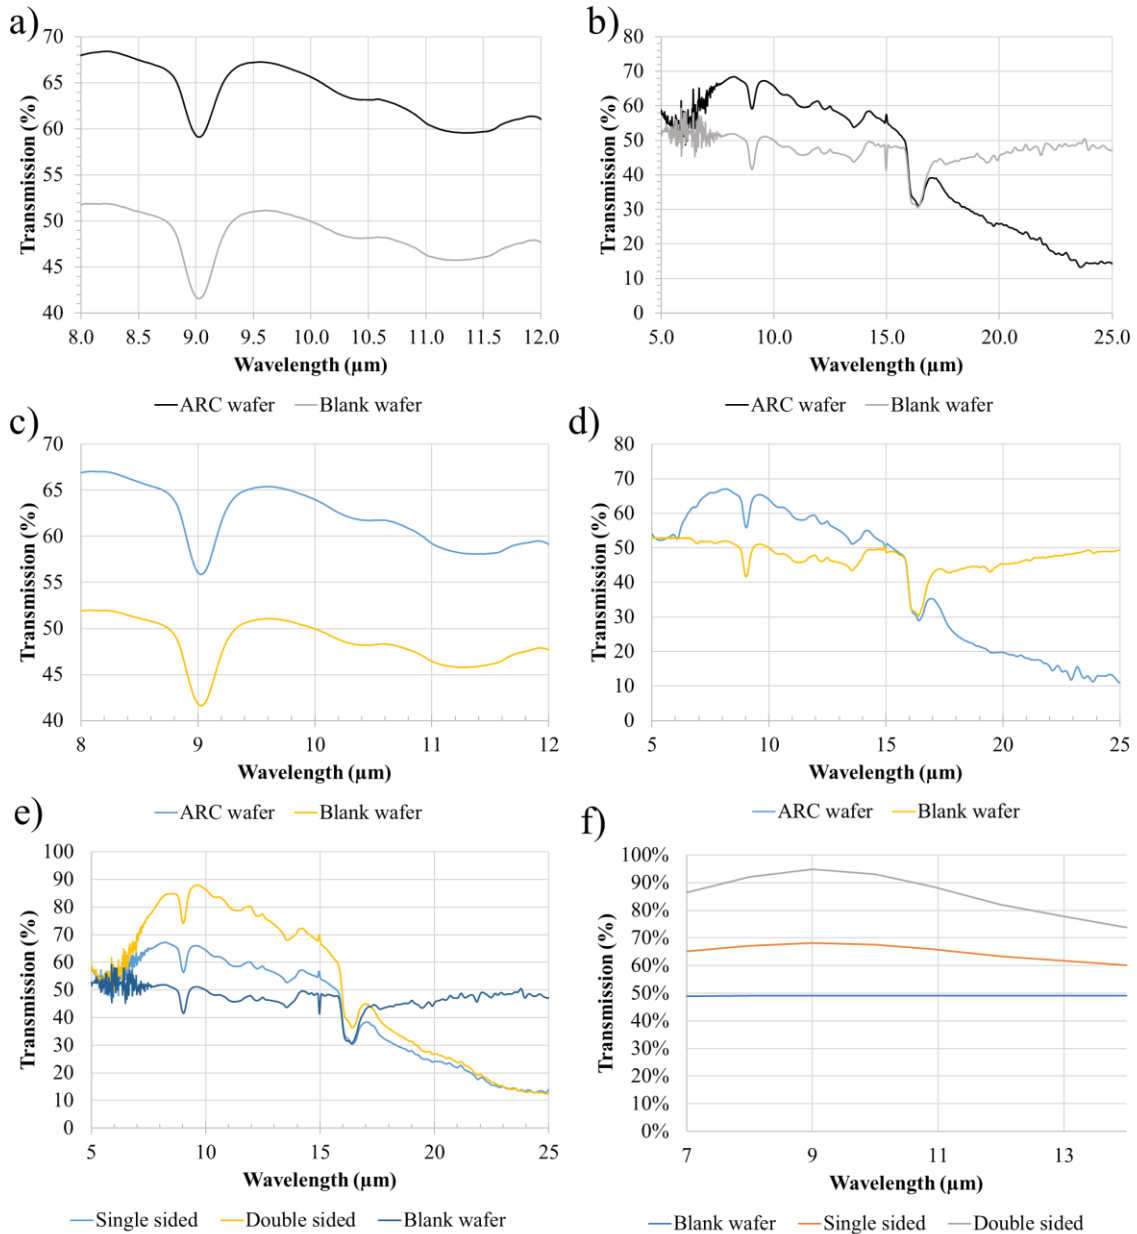 a)
70
65
60
55
50
45
40
Transmission (%)
8.0 8.5 9.0 9.5 10.0 10.5 11.0 11.5 12.0
Wavelength (µm)
ARC wafer Blank wafer
b)
80
70
60
50
40
30
20
10
0
Transmission (%)
5.0 10.0 15.0 20.0 25.0
Wavelength (µm)
ARC wafer Blank wafer
c)
70
65
60
55
50
45
40
Transmission (%)
8 9 10 11 12
Wavelength (µm)
ARC wafer Blank wafer
d)
80
70
60
50
40
30
20
10
0
Transmission (%)
5 10 15 20 25
Wavelength (µm)
ARC wafer Blank wafer
e)
100
90
80
70
60
50
40
30
20
10
0
Transmission (%)
5 10 15 20 25
Wavelength (µm)
Single sided Double sided Blank wafer
f)
100%
90%
80%
70%
60%
50%
40%
30%
20%
10%
0%
Transmission (%)
7 9 11 13
Wavelength (µm)
Blank wafer Single sided Double sided